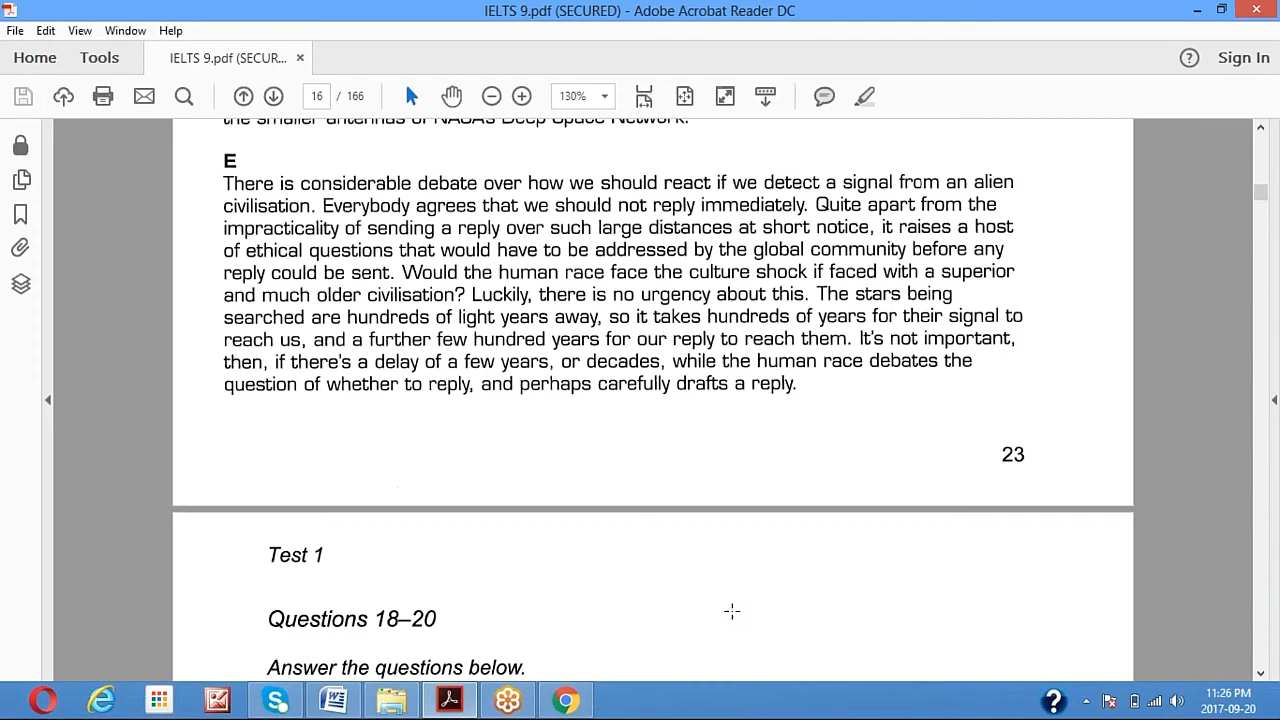 IELTS 9.pdf (SECURED) - Adobe Acrobat Reader DC
File Edit View Window Help
Home Tools IELTS 9.pdf (SECUR... × Sign In
16 / 166 130%
the smaller antennas of NASA's Deep Space Network.
E
There is considerable debate over how we should react if we detect a signal from an alien
civilisation. Everybody agrees that we should not reply immediately. Quite apart from the
impracticality of sending a reply over such large distances at short notice, it raises a host
of ethical questions that would have to be addressed by the global community before any
reply could be sent. Would the human race face the culture shock if faced with a superior
and much older civilisation? Luckily, there is no urgency about this. The stars being
searched are hundreds of light years away, so it takes hundreds of years for their signal to
reach us, and a further few hundred years for our reply to reach them. It's not important,
then, if there's a delay of a few years, or decades, while the human race debates the
question of whether to reply, and perhaps carefully drafts a reply.
23
Test 1
Questions 18–20
Answer the questions below.
11:26 PM
2017-09-20